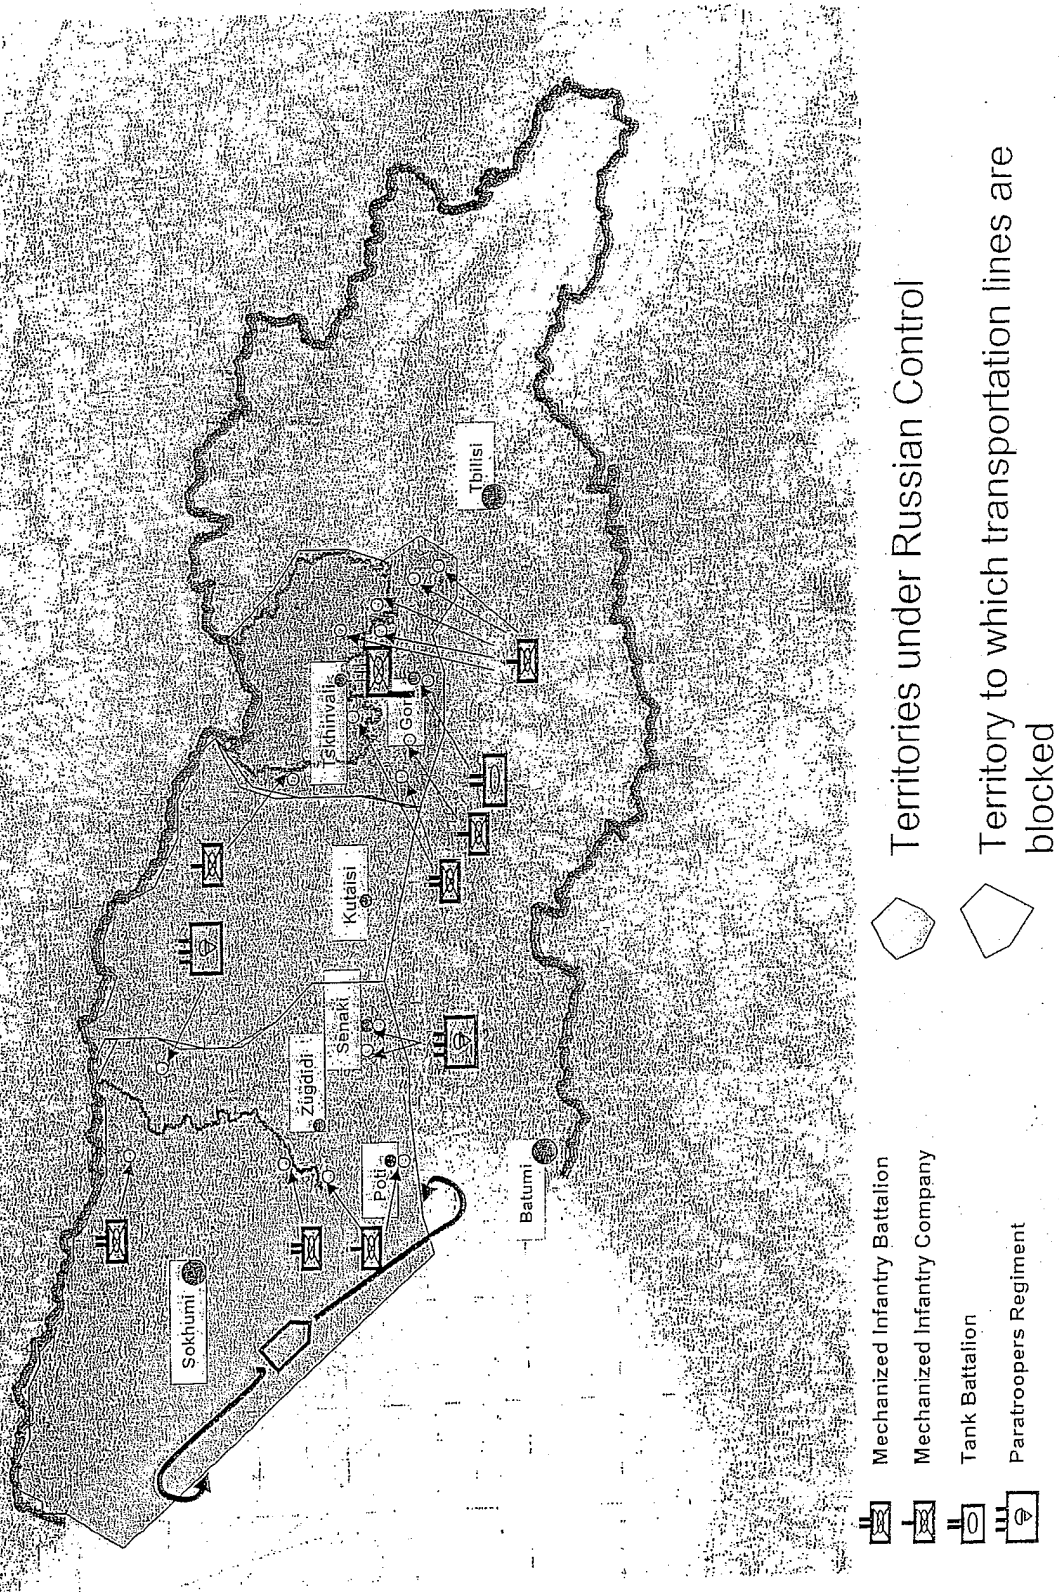 Sokhumi
Zugdidi
Poti
Senaki
Kutaisi
Tskhinvali
Gori
Tbilisi
Batumi
Mechanized Infantry Battalion
Mechanized Infantry Company
Tank Battalion
Paratroopers Regiment
Territories under Russian Control
Territory to which transportation lines are
blocked